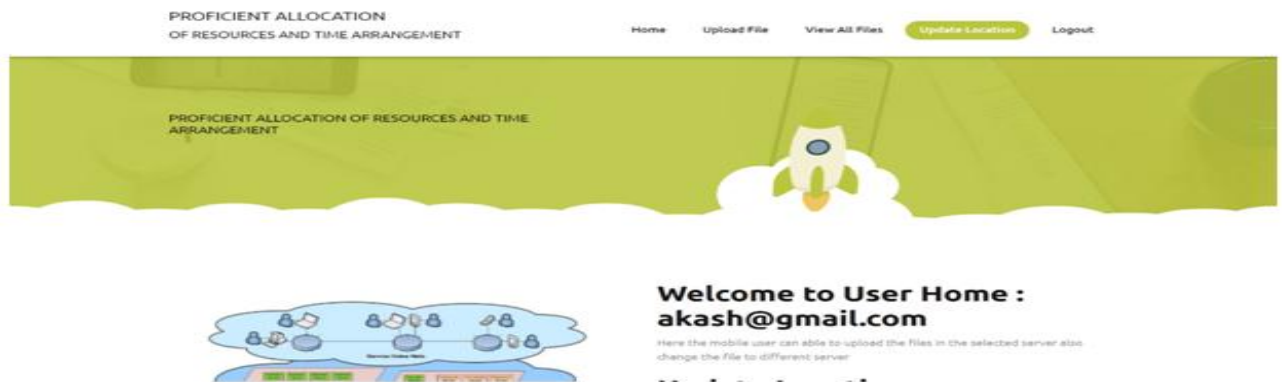 PROFICIENT ALLOCATION
OF RESOURCES AND TIME ARRANGEMENT
Home Upload File View All Files Update Location Logout
PROFICIENT ALLOCATION OF RESOURCES AND TIME
ARRANGEMENT
Welcome to User Home :
akash@gmail.com
Here the mobile user can able to upload the files in the selected server also
change the file to different server